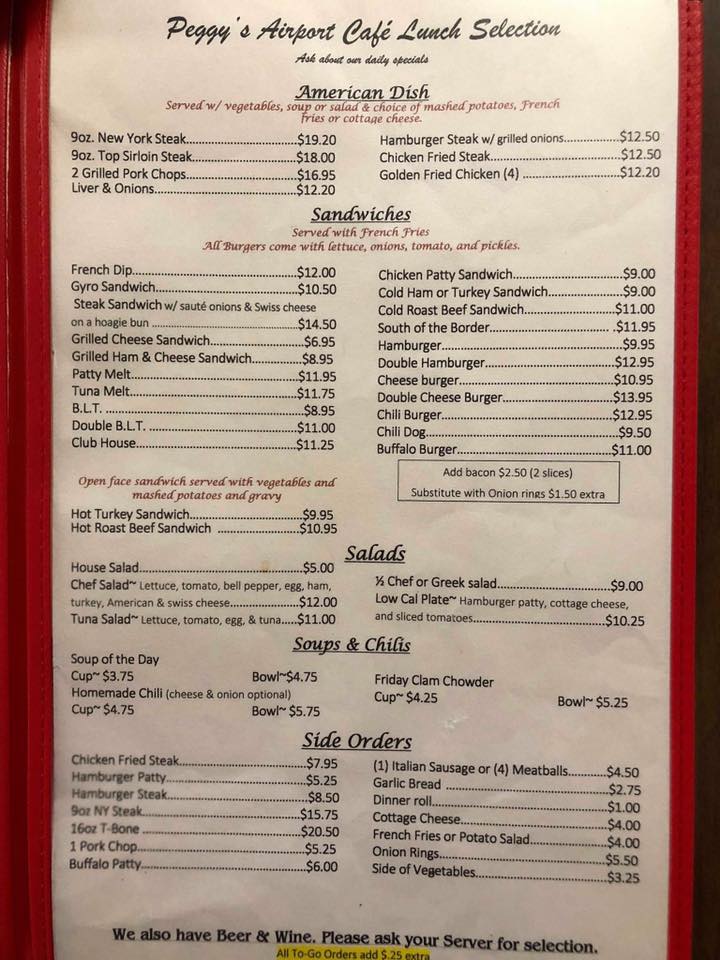 Peggy's Airport Café Lunch Selection
Ask about our daily specials
American Dish
Served w/ vegetables, soup or salad & choice of mashed potatoes, French
fries or cottage cheese.
9oz. New York Steak.................................$19.20
9oz. Top Sirloin Steak...............................$18.00
2 Grilled Pork Chops.................................$16.95
Liver & Onions..........................................$12.20
Hamburger Steak w/ grilled onions..............$12.50
Chicken Fried Steak.................................$12.50
Golden Fried Chicken (4) ........................$12.20
Sandwiches
Served with French Fries
All Burgers come with lettuce, onions, tomato, and pickles.
French Dip.................................................$12.00
Gyro Sandwich..........................................$10.50
Steak Sandwich w/ sauté onions & Swiss cheese
on a hoagie bun ...........................................$14.50
Grilled Cheese Sandwich..........................$6.95
Grilled Ham & Cheese Sandwich...............$8.95
Patty Melt..................................................$11.95
Tuna Melt..................................................$11.75
B.L.T. .........................................................$8.95
Double B.L.T. .............................................$11.00
Club House................................................$11.25
Chicken Patty Sandwich...........................$9.00
Cold Ham or Turkey Sandwich..................$9.00
Cold Roast Beef Sandwich........................$11.00
South of the Border................................ .$11.95
Hamburger................................................$9.95
Double Hamburger...................................$12.95
Cheese burger..........................................$10.95
Double Cheese Burger..............................$13.95
Chili Burger...............................................$12.95
Chili Dog....................................................$9.50
Buffalo Burger..........................................$11.00
Add bacon $2.50 (2 slices)
Substitute with Onion rings $1.50 extra
Open face sandwich served with vegetables and
mashed potatoes and gravy
Hot Turkey Sandwich................................$9.95
Hot Roast Beef Sandwich ........................$10.95
Salads
House Salad................................................$5.00
Chef Salad~ Lettuce, tomato, bell pepper, egg, ham,
turkey, American & swiss cheese....................$12.00
Tuna Salad~ Lettuce, tomato, egg, & tuna.....$11.00
½ Chef or Greek salad...............................$9.00
Low Cal Plate~ Hamburger patty, cottage cheese,
and sliced tomatoes.......................................$10.25
Soups & Chilis
Soup of the Day
Cup~ $3.75 Bowl~$4.75
Homemade Chili (cheese & onion optional)
Cup~ $4.75 Bowl~ $5.75
Friday Clam Chowder
Cup~ $4.25 Bowl~ $5.25
Side Orders
Chicken Fried Steak.....................................$7.95
Hamburger Patty.........................................$5.25
Hamburger Steak.........................................$8.50
9oz NY Steak................................................$15.75
16oz T-Bone ................................................$20.50
1 Pork Chop..................................................$5.25
Buffalo Patty.................................................$6.00
(1) Italian Sausage or (4) Meatballs..........$4.50
Garlic Bread ................................................$2.75
Dinner roll...................................................$1.00
Cottage Cheese...........................................$4.00
French Fries or Potato Salad......................$4.00
Onion Rings.................................................$5.50
Side of Vegetables......................................$3.25
We also have Beer & Wine. Please ask your Server for selection.
All To-Go Orders add $.25 extra